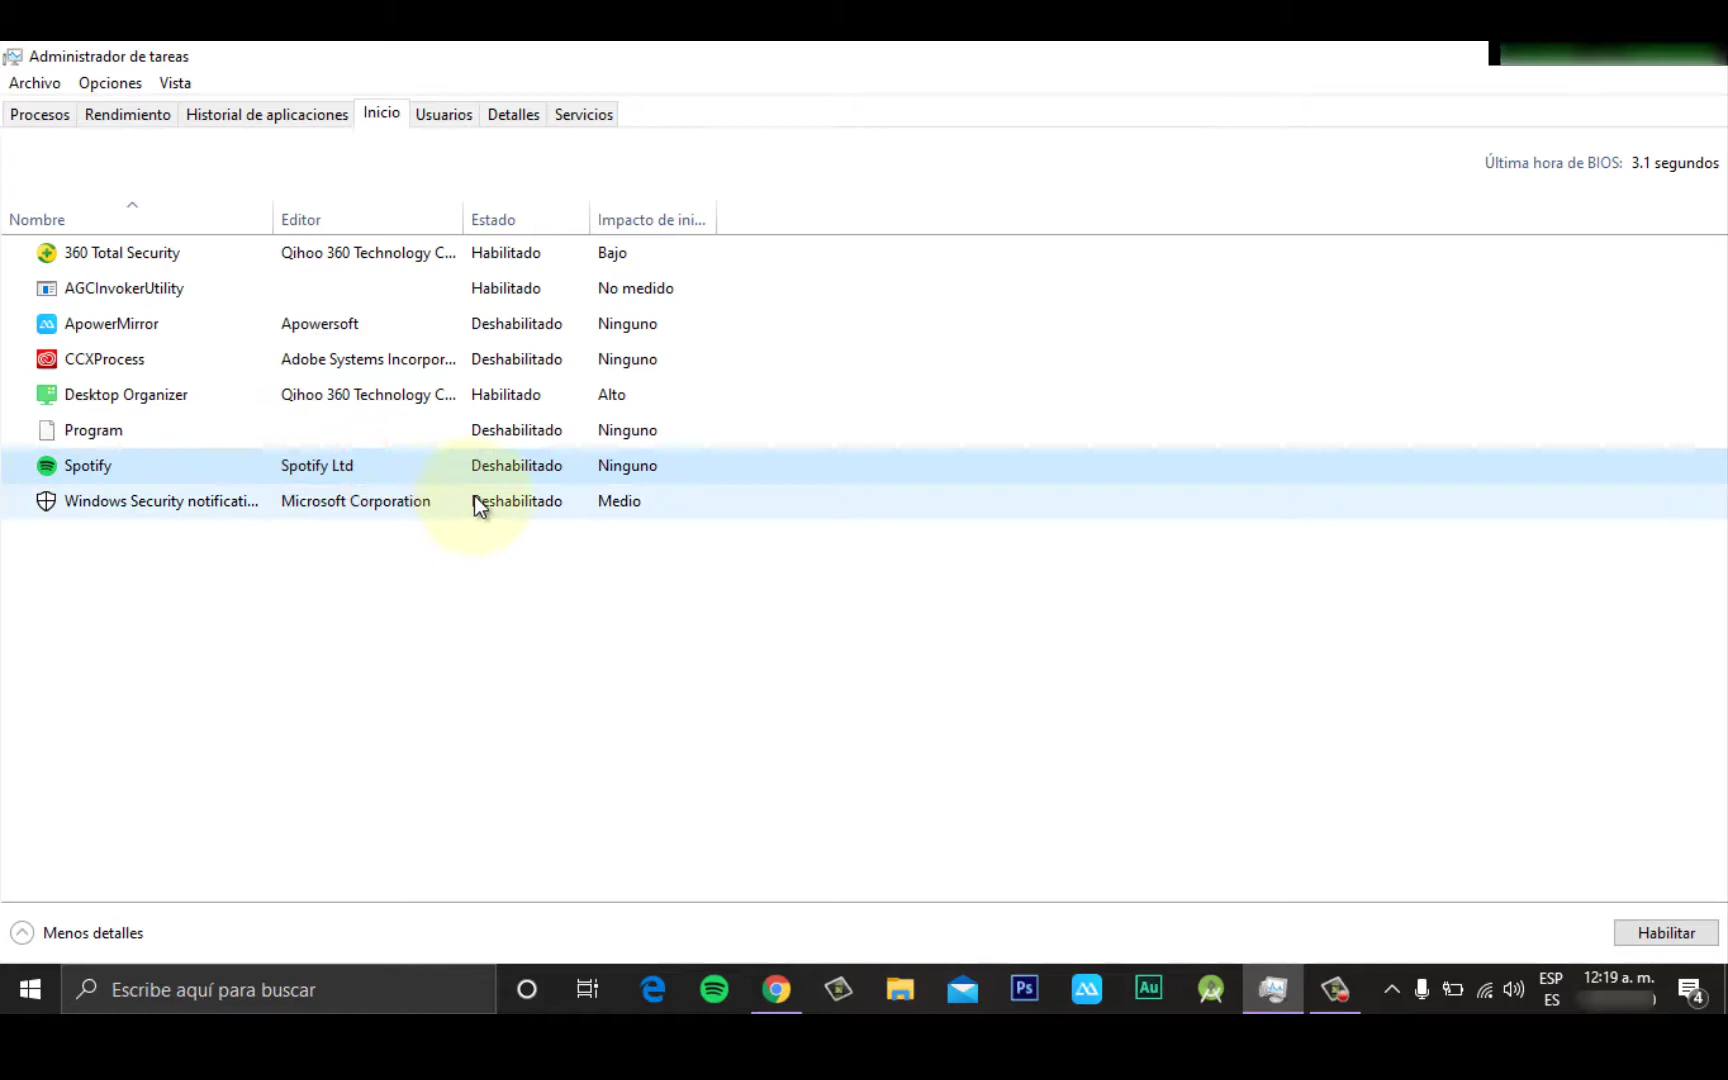 Administrador de tareas
Archivo Opciones Vista
Procesos Rendimiento Historial de aplicaciones Inicio Usuarios Detalles Servicios
Última hora de BIOS: 3.1 segundos
Nombre Editor Estado Impacto de ini...
360 Total Security Qihoo 360 Technology C... Habilitado Bajo
AGCInvokerUtility Habilitado No medido
ApowerMirror Apowersoft Deshabilitado Ninguno
CCXProcess Adobe Systems Incorpor... Deshabilitado Ninguno
Desktop Organizer Qihoo 360 Technology C... Habilitado Alto
Program Deshabilitado Ninguno
Spotify Spotify Ltd Deshabilitado Ninguno
Windows Security notificati... Microsoft Corporation Deshabilitado Medio
Menos detalles Habilitar
Escribe aquí para buscar Ps Au ESP 12:19 a. m.
ES 4